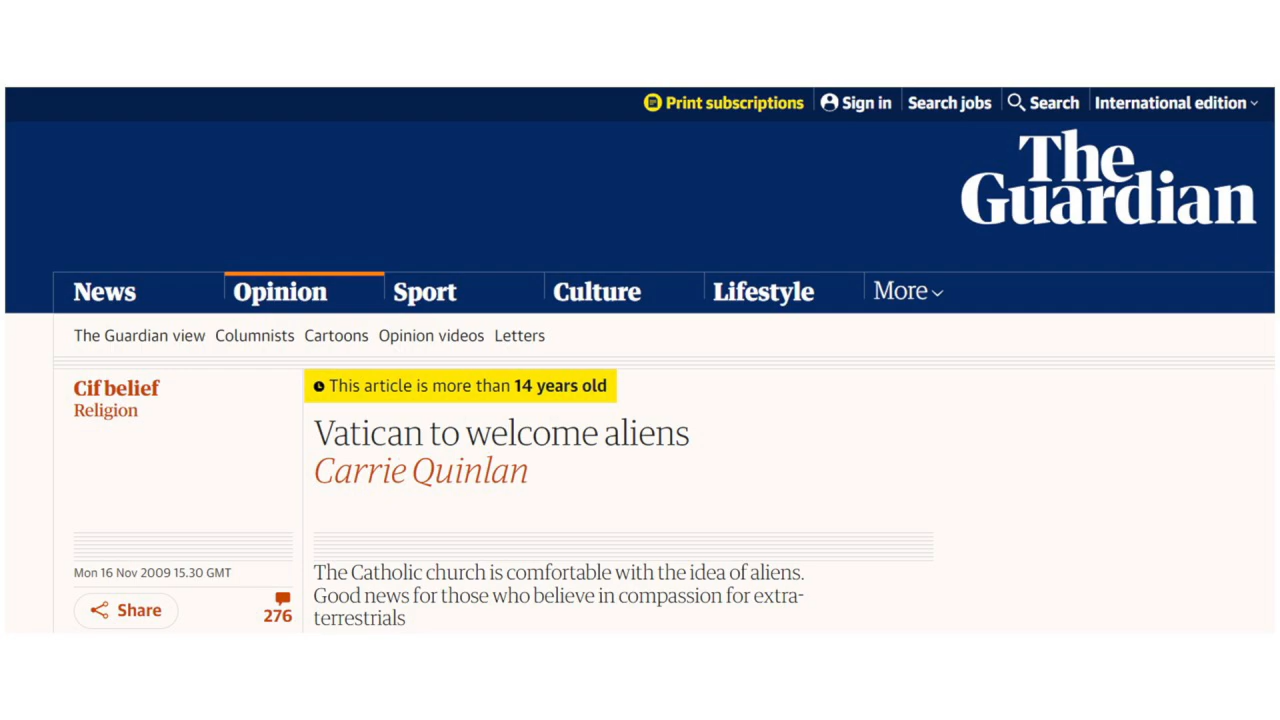 Print subscriptions Sign in Search jobs Search International edition
The
Guardian
News Opinion Sport Culture Lifestyle More
The Guardian view Columnists Cartoons Opinion videos Letters
Cif belief
Religion
This article is more than 14 years old
Vatican to welcome aliens
Carrie Quinlan
Mon 16 Nov 2009 15.30 GMT
Share
276
The Catholic church is comfortable with the idea of aliens.
Good news for those who believe in compassion for extra-
terrestrials